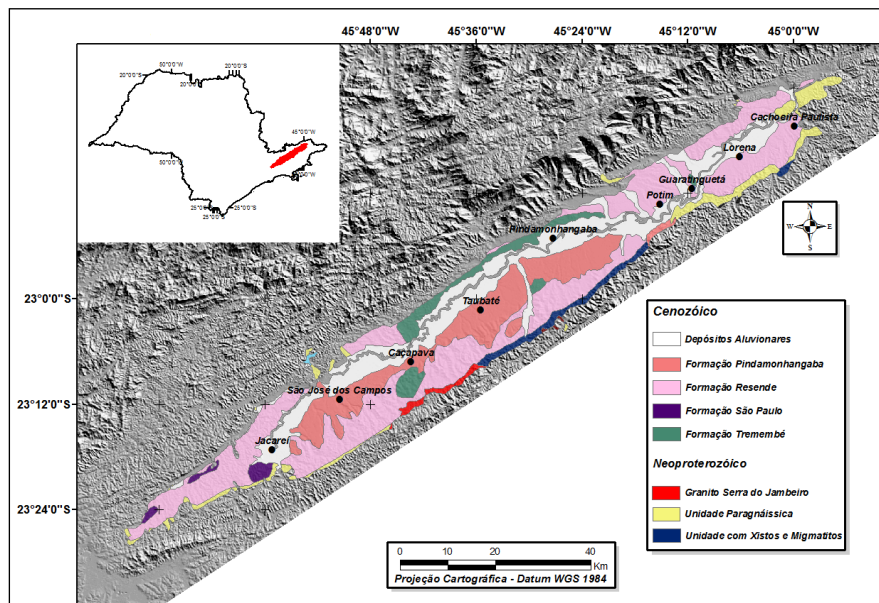 45°48'0"W 45°36'0"W 45°24'0"W 45°12'0"W 45°0'0"W
50°0'0"W
20°0'0"S 20°0'0"S
45°0'0"W
50°0'0"W
25°0'0"S 25°0'0"S
Cachoeira Paulista
Lorena
Guaratinguetá
Potim
Pindamonhangaba
N
W E
S
23°0'0"S
Taubaté
Caçapava
São José dos Campos
23°12'0"S
Jacareí
23°24'0"S
Cenozóico
Depósitos Aluvionares
Formação Pindamonhangaba
Formação Resende
Formação São Paulo
Formação Tremembé
Neoproterozóico
Granito Serra do Jambeiro
Unidade Paragnáissica
Unidade com Xistos e Migmatitos
0 10 20 40
Km
Projeção Cartográfica - Datum WGS 1984